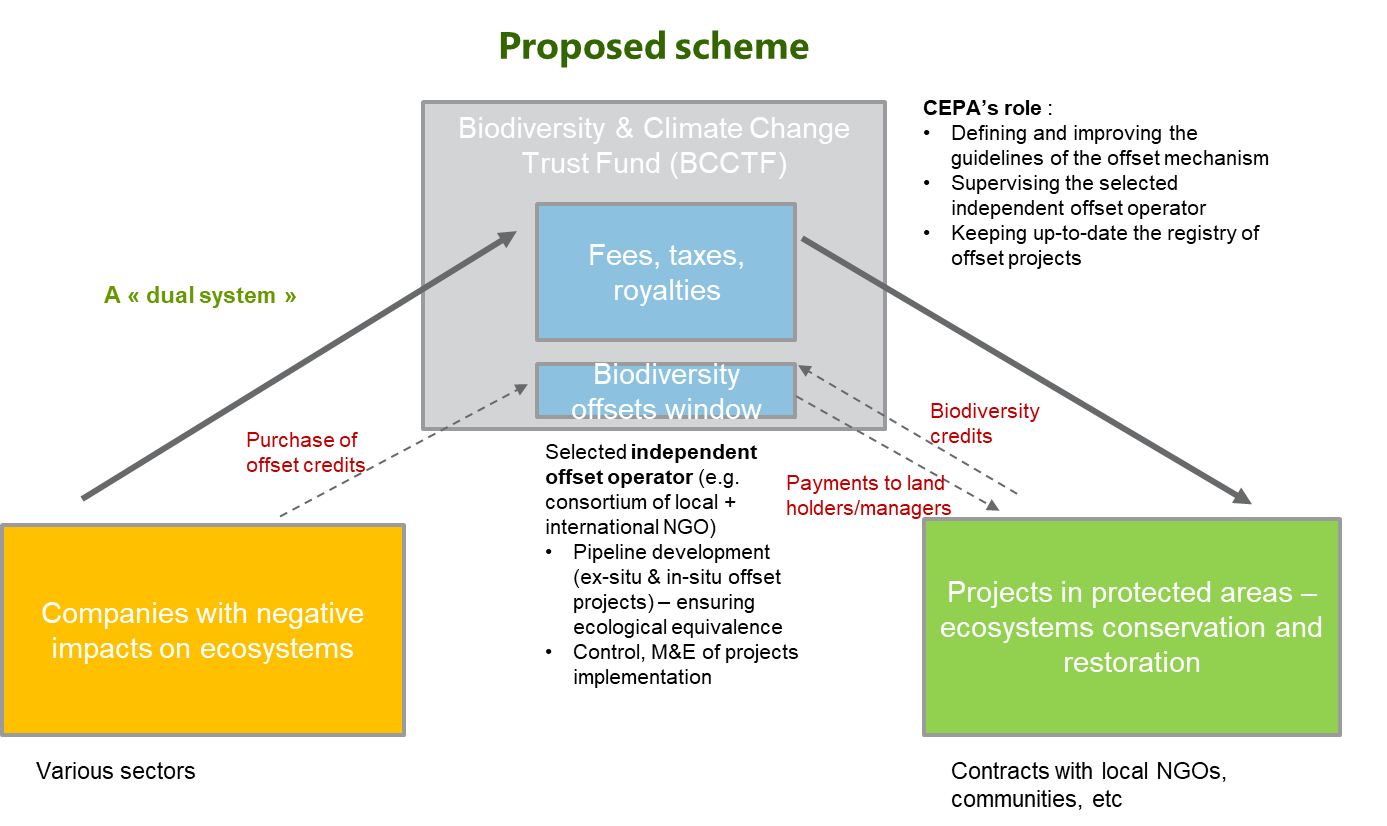 Proposed scheme
Biodiversity & Climate Change
Trust Fund (BCCTF)
Fees, taxes,
royalties
Biodiversity
offsets window
CEPA's role :
• Defining and improving the
guidelines of the offset mechanism
• Supervising the selected
independent offset operator
• Keeping up-to-date the registry of
offset projects
A « dual system »
Purchase of
offset credits
Biodiversity
credits
Payments to land
holders/managers
Selected independent
offset operator (e.g.
consortium of local +
international NGO)
• Pipeline development
(ex-situ & in-situ offset
projects) – ensuring
ecological equivalence
• Control, M&E of projects
implementation
Companies with negative
impacts on ecosystems
Various sectors
Projects in protected areas –
ecosystems conservation and
restoration
Contracts with local NGOs,
communities, etc